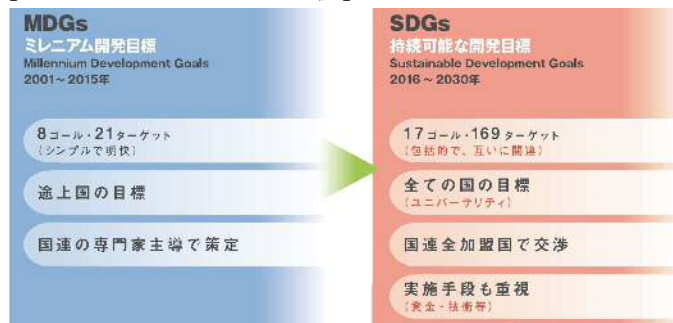 MDGs
ミレニアム開発目標
Millennium Development Goals
2001～2015年
8ゴール・21ターゲット
(シンプルで明快)
途上国の目標
国連の専門家主導で策定
SDGs
持続可能な開発目標
Sustainable Development Goals
2016～2030年
17ゴール・169ターゲット
(包括的で、互いに関連)
全ての国の目標
(ユニバーサリティ)
国連全加盟国で交渉
実施手段も重視
(資金・技術等)